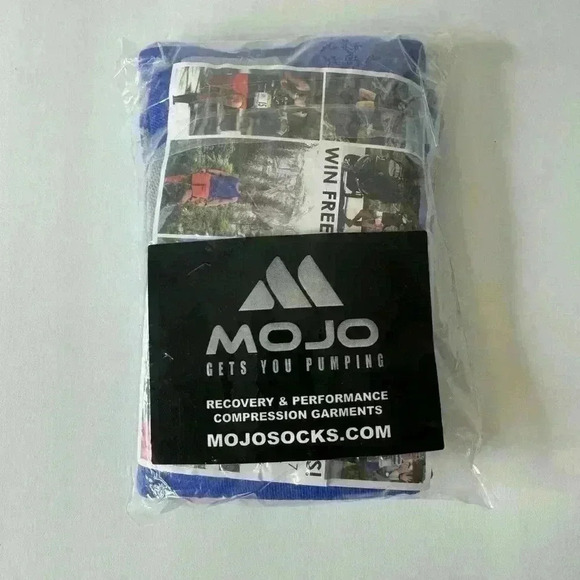 WIN FREE
MOJO
GETS YOU PUMPING
RECOVERY & PERFORMANCE
COMPRESSION GARMENTS
MOJOSOCKS.COM
S!